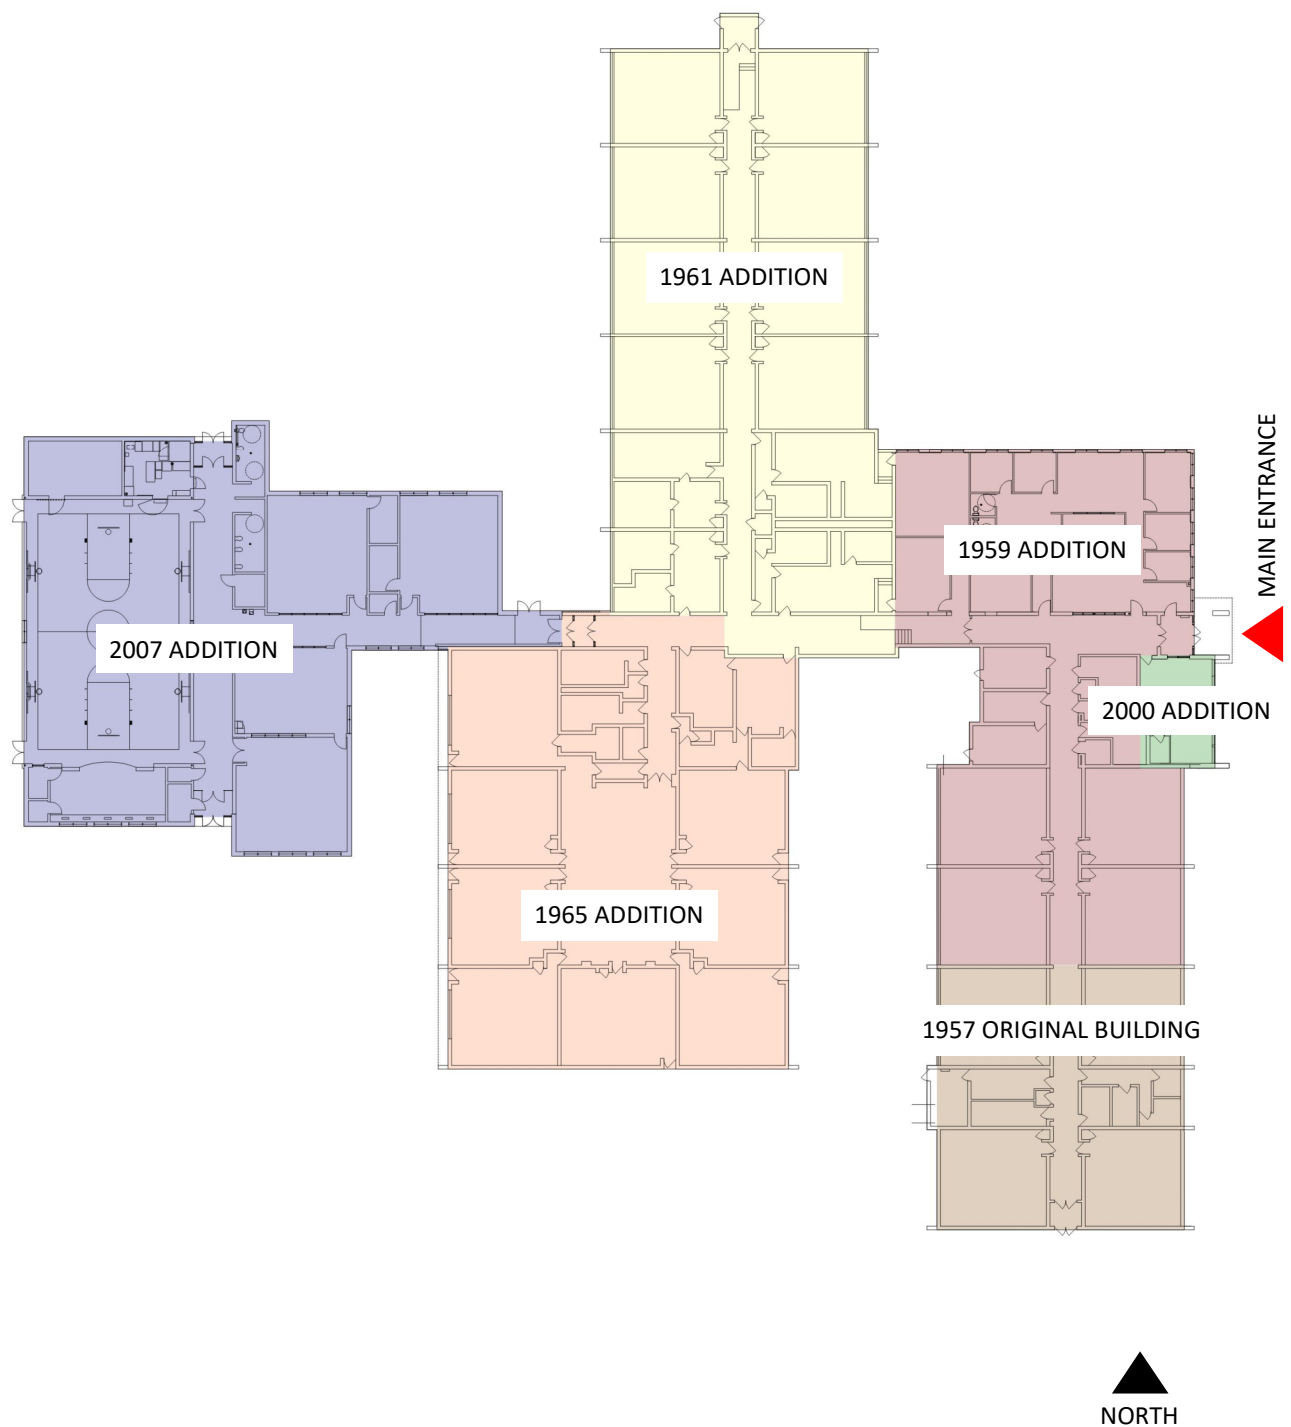 1961 ADDITION
MAIN ENTRANCE
1959 ADDITION
2007 ADDITION
2000 ADDITION
1965 ADDITION
1957 ORIGINAL BUILDING
NORTH